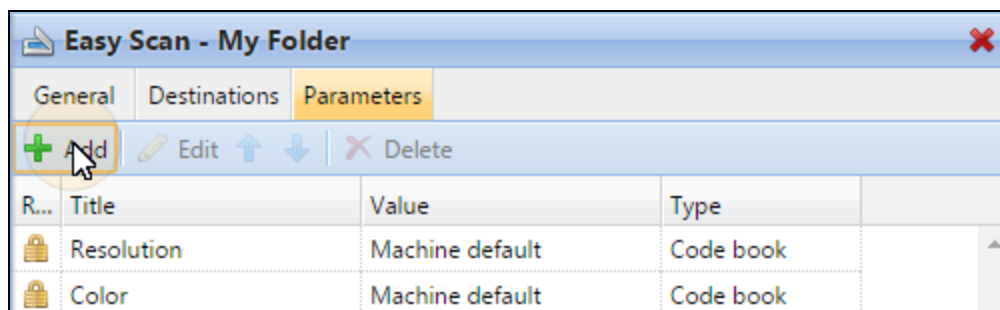 Easy Scan - My Folder
General Destinations Parameters
Add Edit Delete
R... Title Value Type
Resolution Machine default Code book
Color Machine default Code book